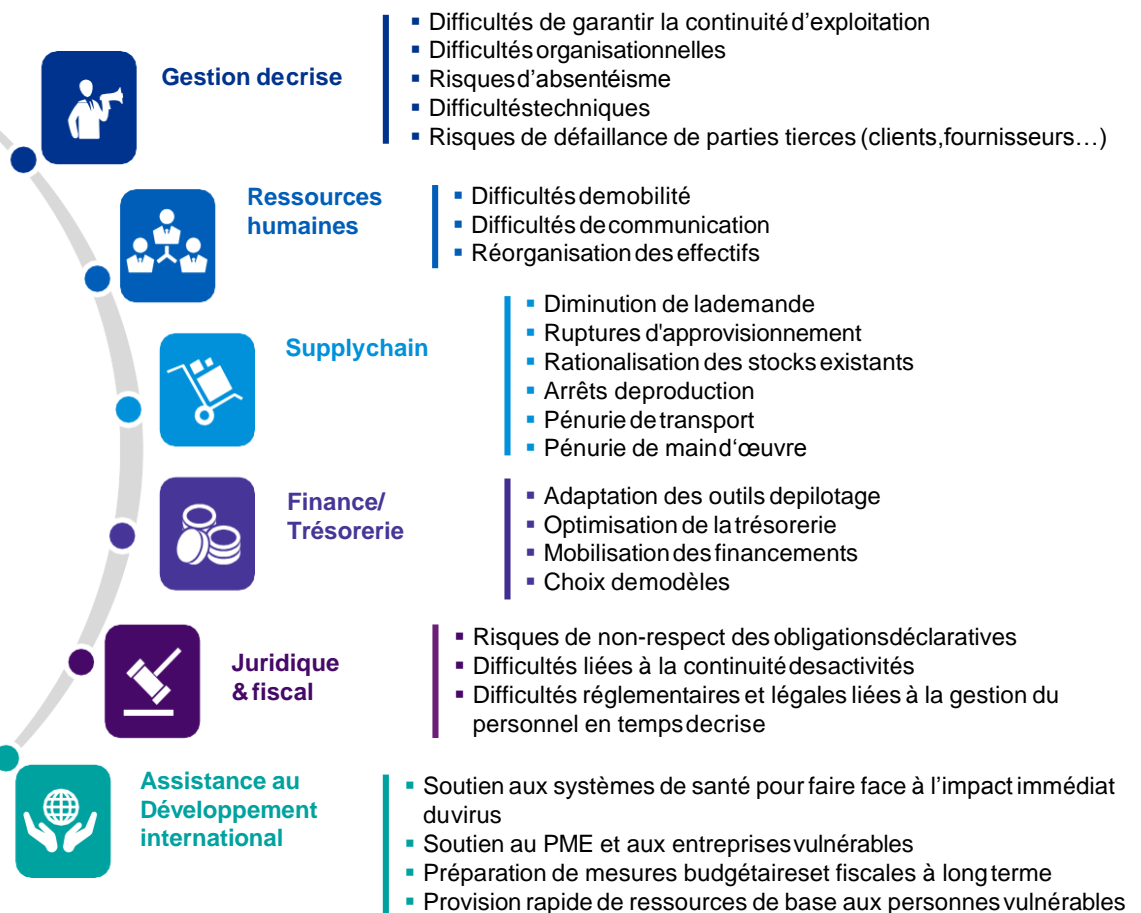 Gestion decrise
▪ Difficultés de garantir la continuité d’exploitation
▪ Difficultés organisationnelles
▪ Risques d’absentéisme
▪ Difficultés techniques
▪ Risques de défaillance de parties tierces (clients,fournisseurs…)
Ressources
humaines
▪ Difficultés demobilité
▪ Difficultés decommunication
▪ Réorganisation des effectifs
Supplychain
▪ Diminution de lademande
▪ Ruptures d'approvisionnement
▪ Rationalisation des stocks existants
▪ Arrêts deproduction
▪ Pénurie de transport
▪ Pénurie de maind‘œuvre
Finance/
Trésorerie
▪ Adaptation des outils depilotage
▪ Optimisation de la trésorerie
▪ Mobilisation des financements
▪ Choix demodèles
Juridique
& fiscal
▪ Risques de non-respect des obligationsdéclaratives
▪ Difficultés liées à la continuité desactivités
▪ Difficultés réglementaires et légales liées à la gestion du
personnel en temps decrise
Assistance au
Développement
international
▪ Soutien aux systèmes de santé pour faire face à l’impact immédiat
duvirus
▪ Soutien au PME et aux entreprises vulnérables
▪ Préparation de mesures budgétaireset fiscales à long terme
▪ Provision rapide de ressources de base aux personnes vulnérables